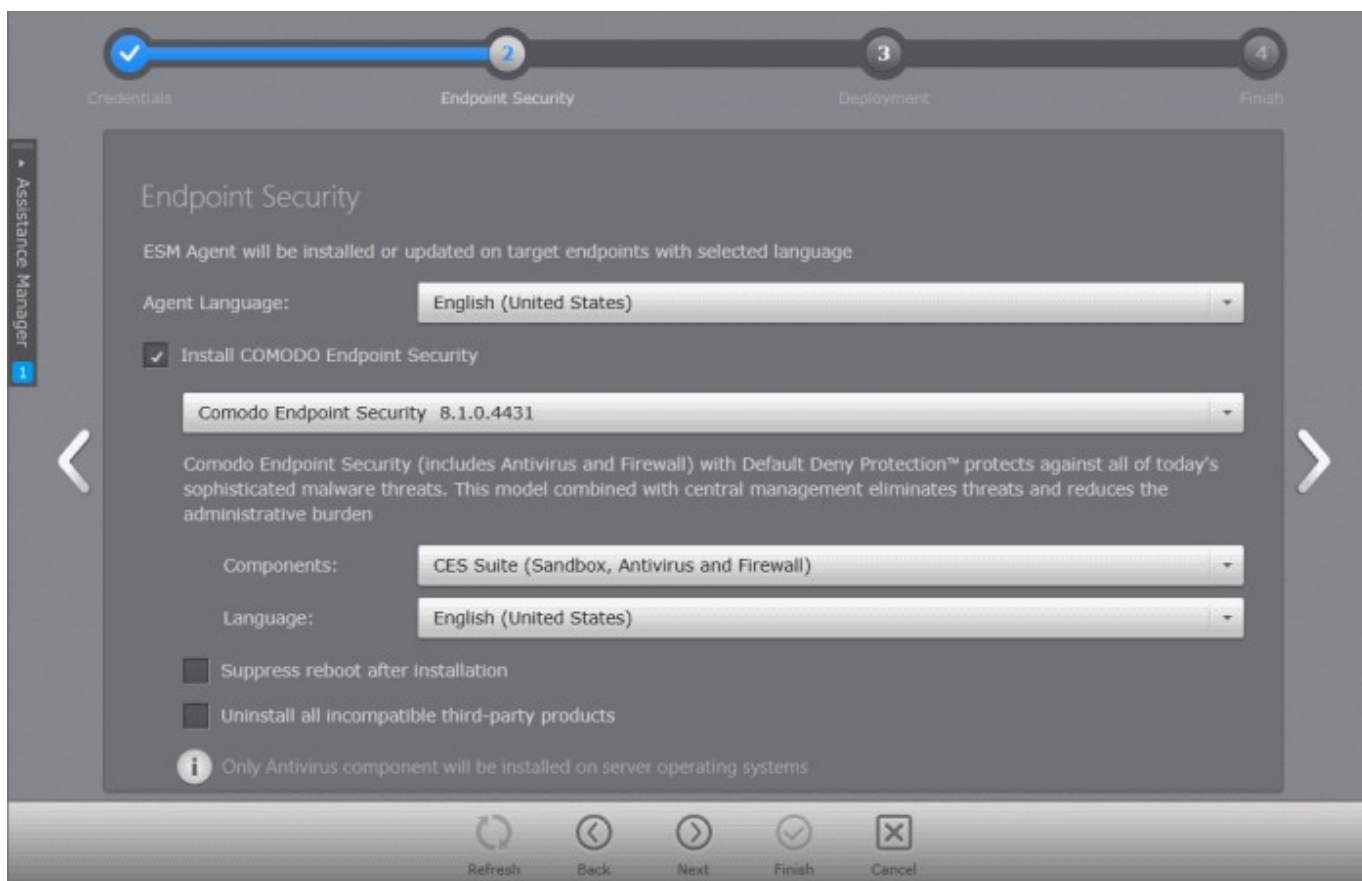 2
3
4
Credentials
Endpoint Security
Deployment
Finish
Assistance Manager
1
Endpoint Security
ESM Agent will be installed or updated on target endpoints with selected language
Agent Language:
English (United States)
Install COMODO Endpoint Security
Comodo Endpoint Security 8.1.0.4431
Comodo Endpoint Security (includes Antivirus and Firewall) with Default Deny Protection™ protects against all of today's
sophisticated malware threats. This model combined with central management eliminates threats and reduces the
administrative burden
Components:
CES Suite (Sandbox, Antivirus and Firewall)
Language:
English (United States)
Suppress reboot after installation
Uninstall all incompatible third-party products
Only Antivirus component will be installed on server operating systems
Refresh
Back
Next
Finish
Cancel